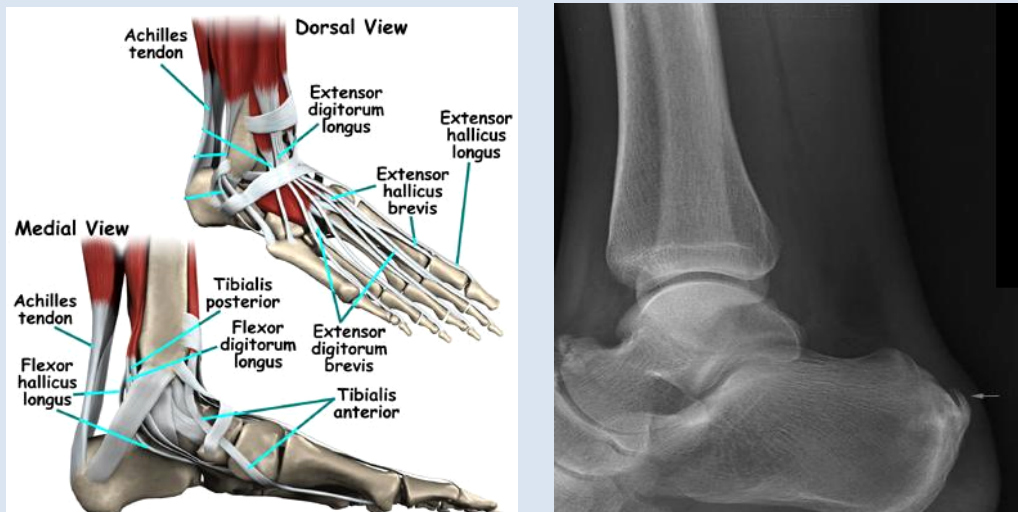 Dorsal View
Achilles
tendon
Extensor
digitorum
longus
Extensor
hallicus
longus
Extensor
hallicus
brevis
Extensor
digitorum
brevis
Medial View
Achilles
tendon
Tibialis
posterior
Flexor
digitorum
longus
Flexor
hallicus
longus
Tibialis
anterior